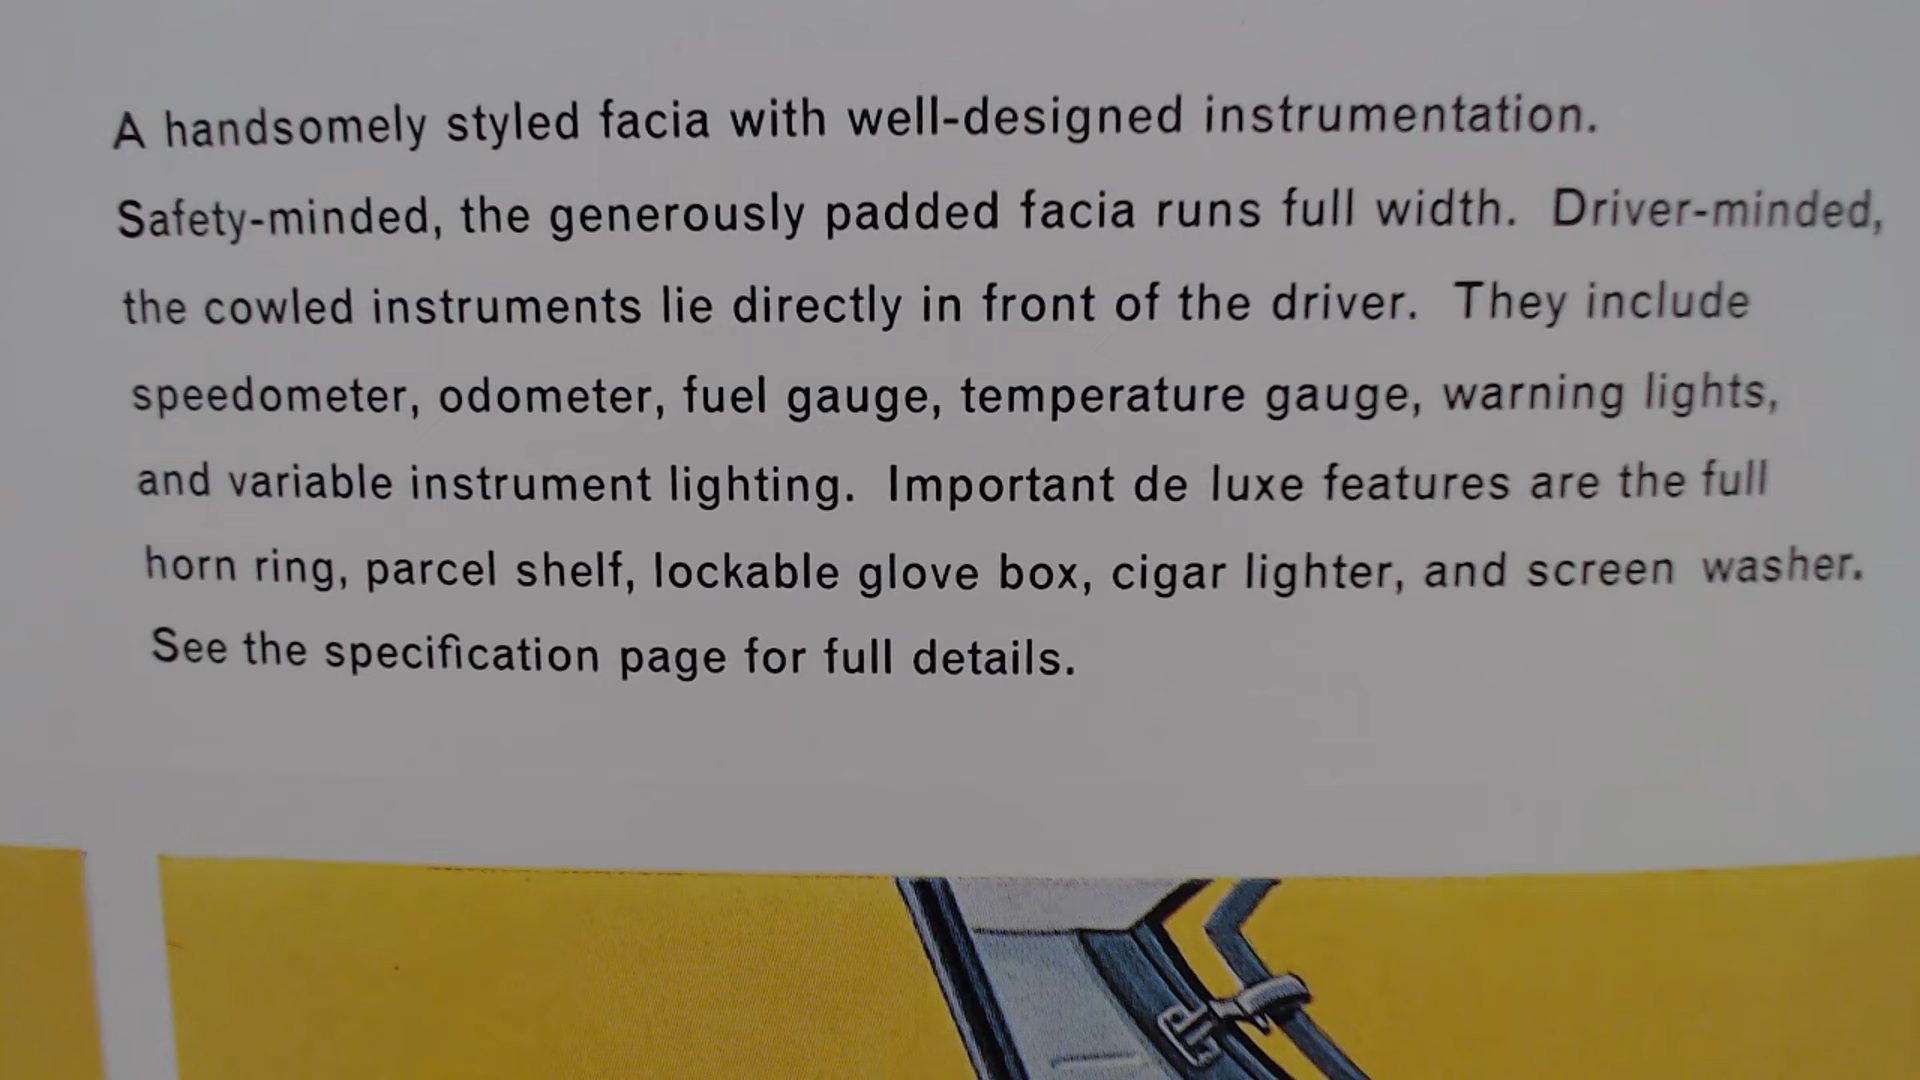 A handsomely styled facia with well-designed instrumentation.
Safety-minded, the generously padded facia runs full width. Driver-minded,
the cowled instruments lie directly in front of the driver. They include
speedometer, odometer, fuel gauge, temperature gauge, warning lights,
and variable instrument lighting. Important de luxe features are the full
horn ring, parcel shelf, lockable glove box, cigar lighter, and screen washer.
See the specification page for full details.